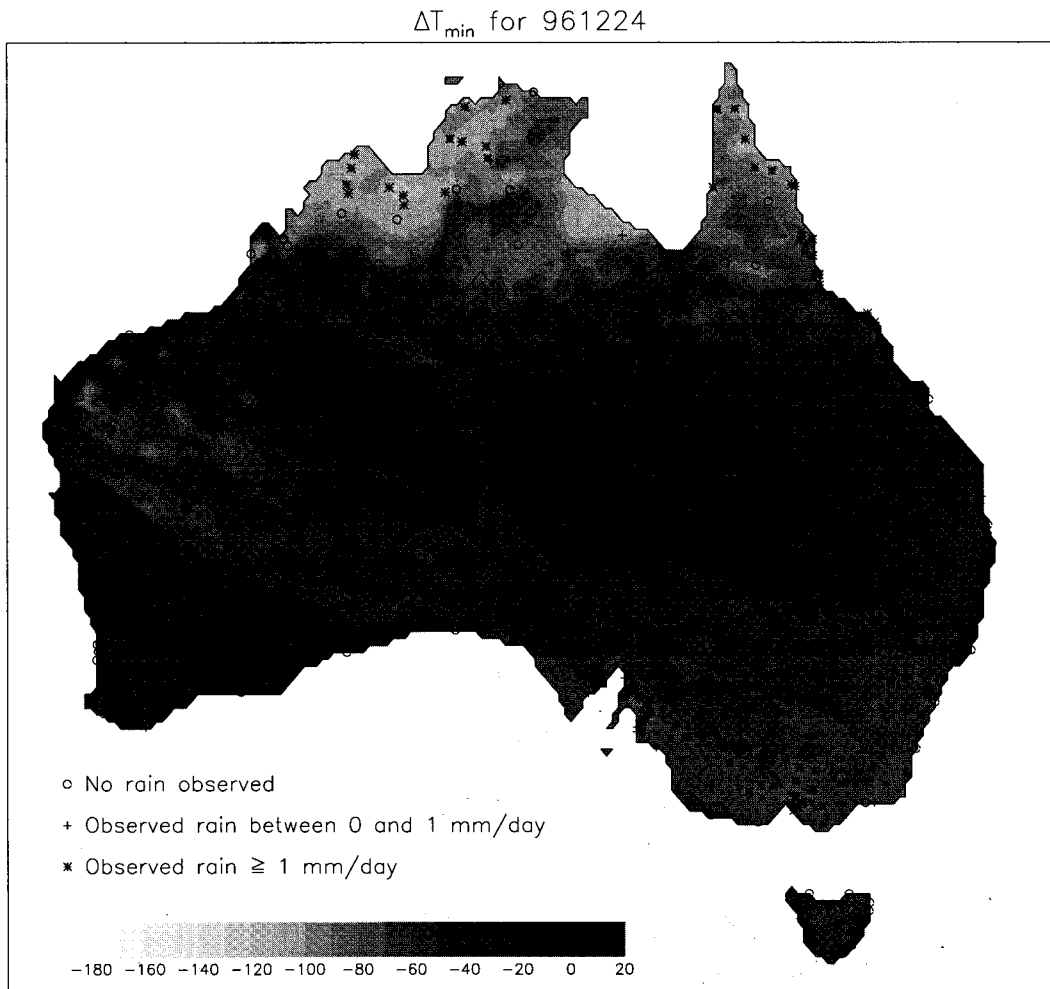 ΔTmin for 961224
o No rain observed
+ Observed rain between 0 and 1 mm/day
* Observed rain ≧ 1 mm/day
-180 -160 -140 -120 -100 -80 -60 -40 -20 0 20